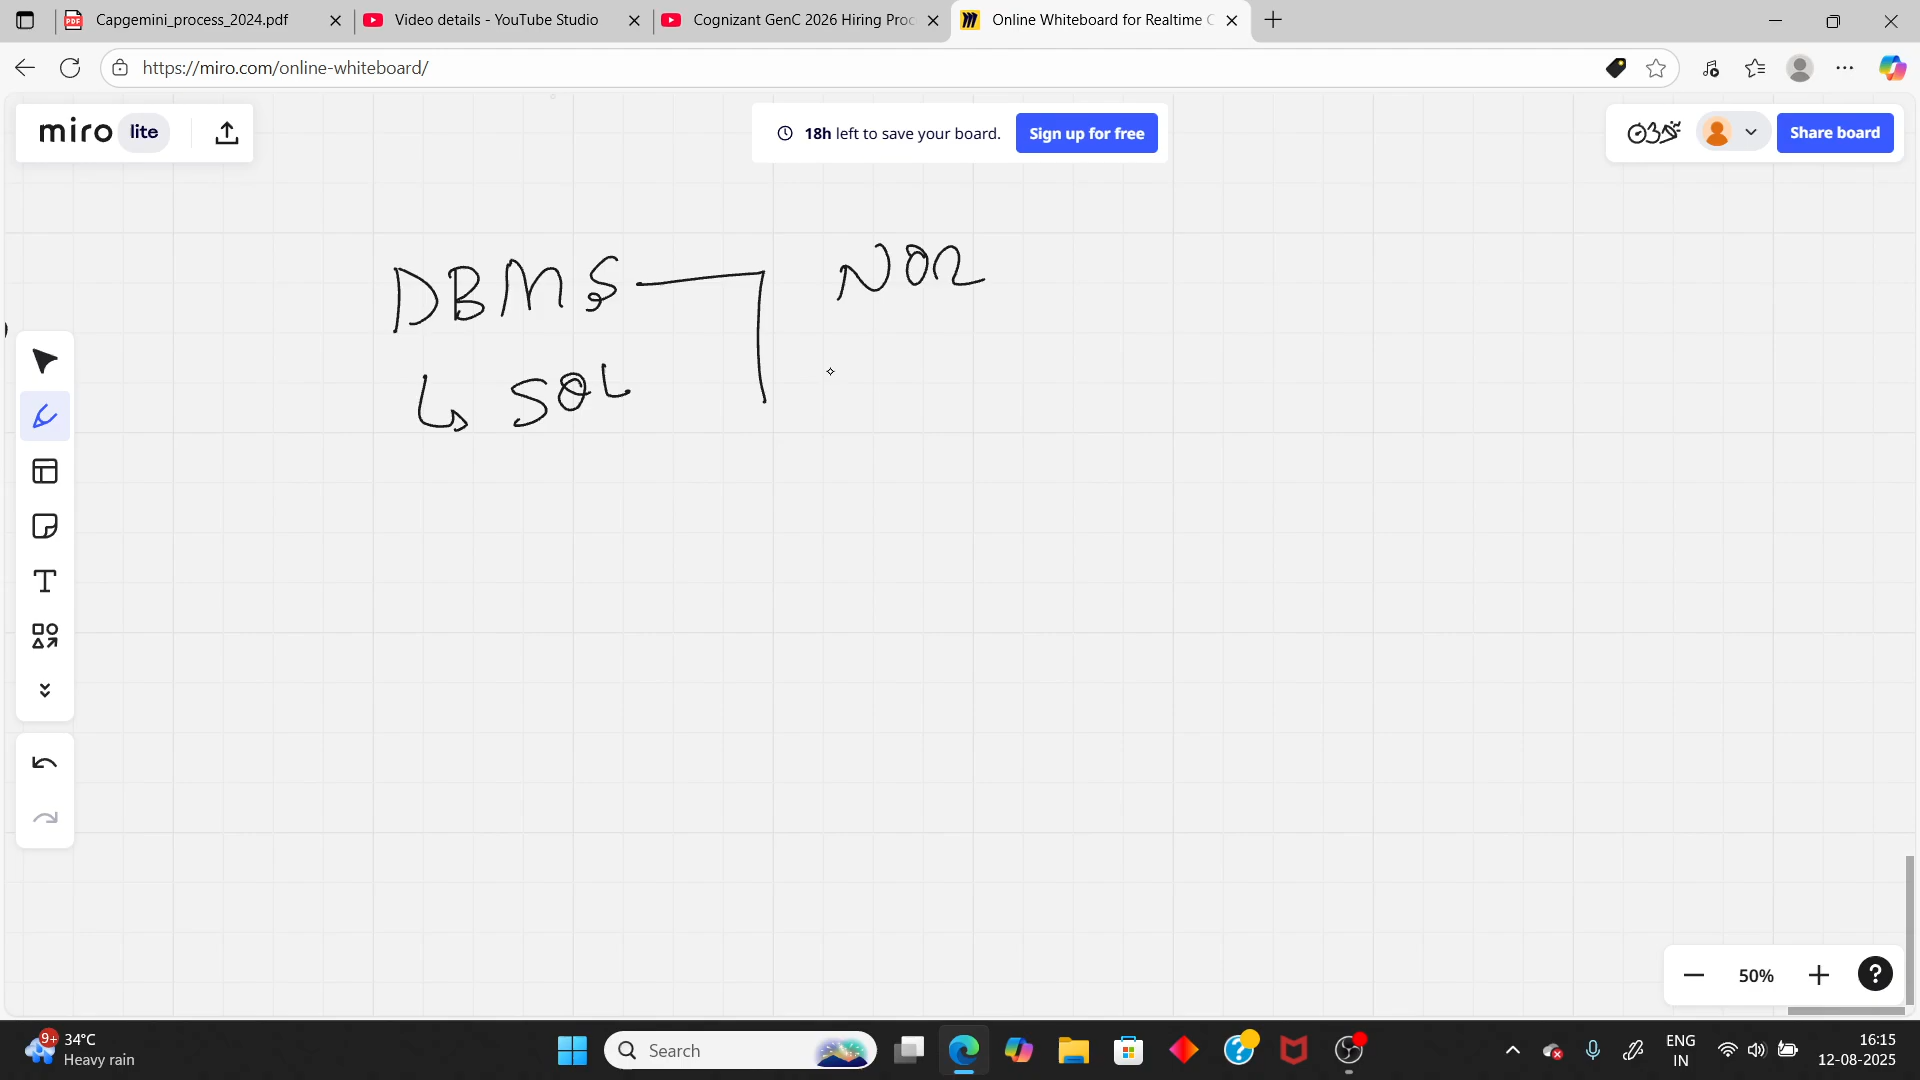 Capgemini_process_2024.pdf
Video details - YouTube Studio
Cognizant GenC 2026 Hiring Proc
Online Whiteboard for Realtime C
https://miro.com/online-whiteboard/
miro lite
18h left to save your board.
Sign up for free
Share board
DBMS
NOR
↳ SQL
T
50%
?
9+
34°C
Heavy rain
Search
ENG
IN
16:15
12-08-2025